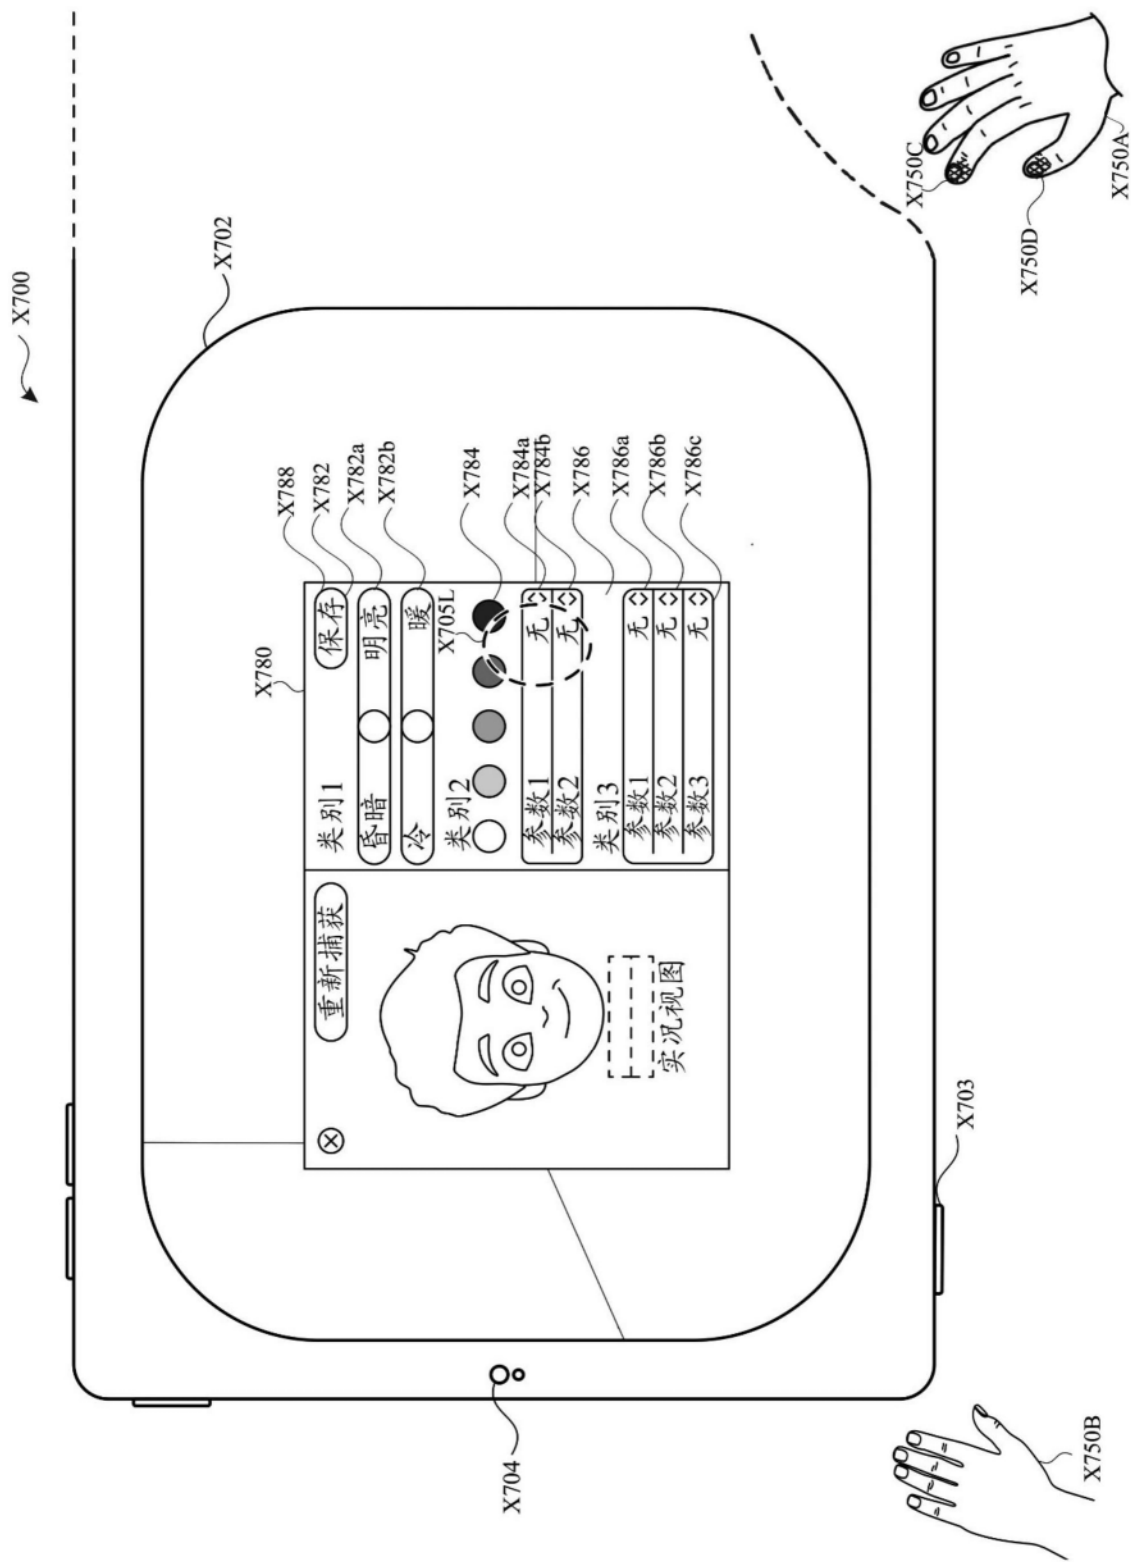 X700
X702
X780
X788
X782
X782a
X782b
X705L
X784
X784a
X784b
X786
X786a
X786b
X786c
重新捕获
类别1
保存
昏暗
明亮
冷
暖
类别2
参数1 无
参数2 无
类别3
参数1 无
参数2 无
参数3 无
实况视图
X704
X703
X750B
X750C
X750D
X750A